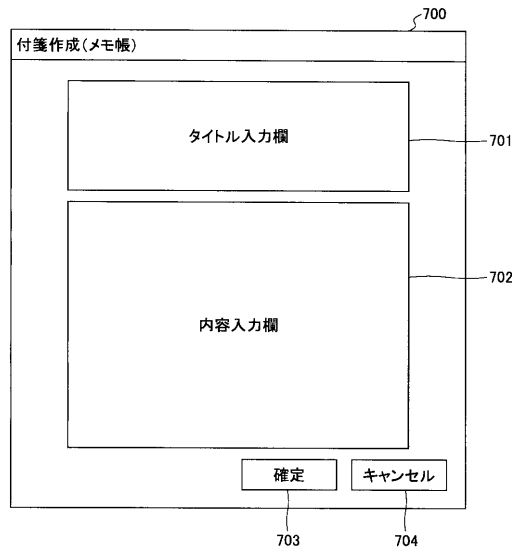 700
付箋作成(メモ帳)
タイトル入力欄
701
702
内容入力欄
確定
キャンセル
703
704